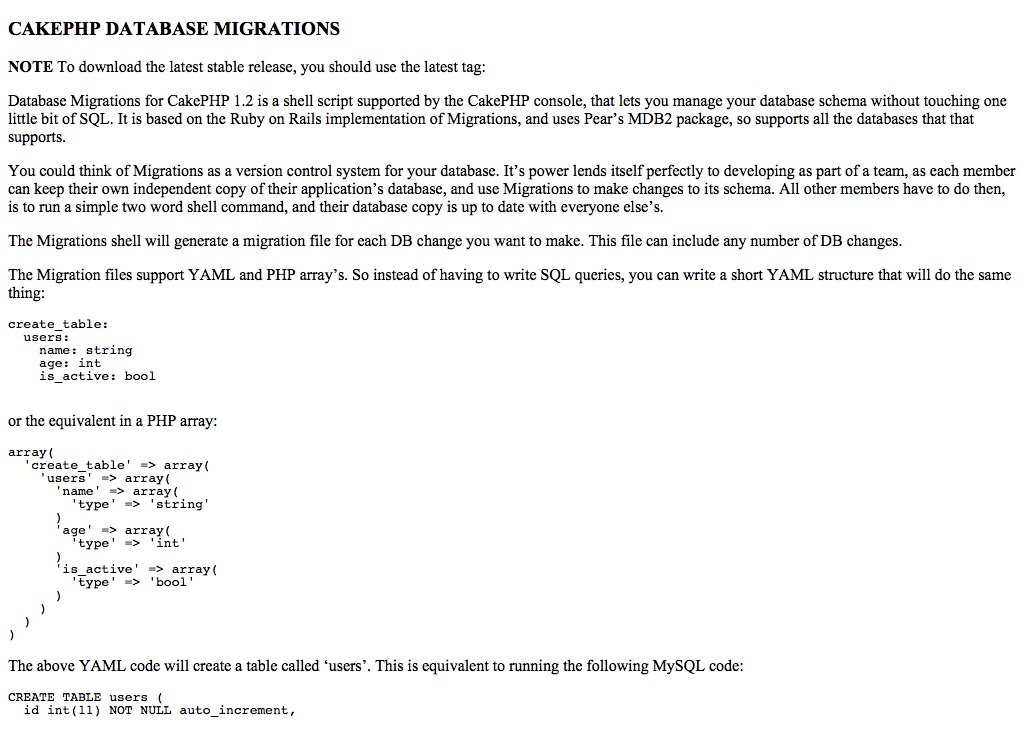 CAKEPHP DATABASE MIGRATIONS
NOTE To download the latest stable release, you should use the latest tag:
Database Migrations for CakePHP 1.2 is a shell script supported by the CakePHP console, that lets you manage your database schema without touching one
little bit of SQL. It is based on the Ruby on Rails implementation of Migrations, and uses Pear’s MDB2 package, so supports all the databases that that
supports.
You could think of Migrations as a version control system for your database. It’s power lends itself perfectly to developing as part of a team, as each member
can keep their own independent copy of their application’s database, and use Migrations to make changes to its schema. All other members have to do then,
is to run a simple two word shell command, and their database copy is up to date with everyone else’s.
The Migrations shell will generate a migration file for each DB change you want to make. This file can include any number of DB changes.
The Migration files support YAML and PHP array’s. So instead of having to write SQL queries, you can write a short YAML structure that will do the same
thing:
create_table:
  users:
    name: string
    age: int
    is_active: bool
or the equivalent in a PHP array:
array(
  'create_table' => array(
    'users' => array(
      'name' => array(
        'type' => 'string'
      )
      'age' => array(
        'type' => 'int'
      )
      'is_active' => array(
        'type' => 'bool'
      )
    )
  )
)
The above YAML code will create a table called ‘users’. This is equivalent to running the following MySQL code:
CREATE TABLE users (
  id int(11) NOT NULL auto_increment,